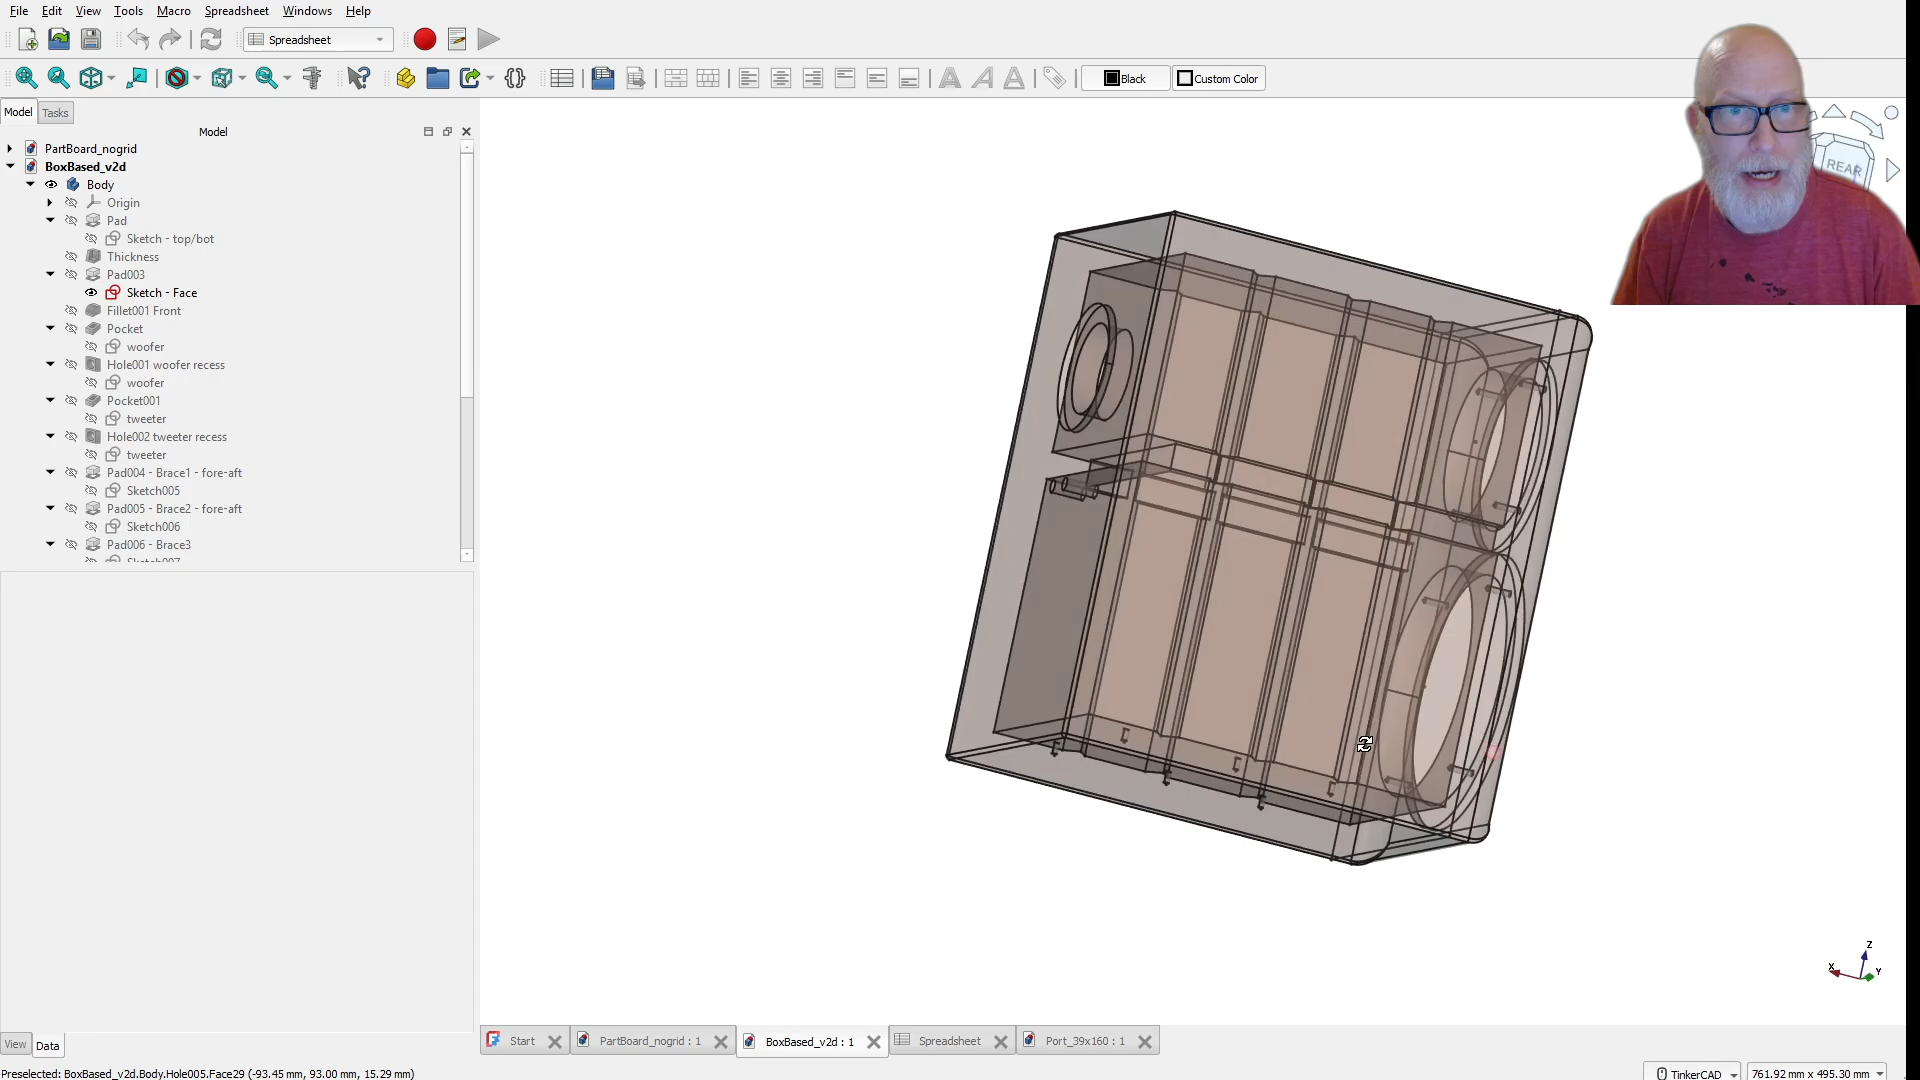 File Edit View Tools Macro Spreadsheet Windows Help
Spreadsheet
Black Custom Color
Model Tasks
Model
PartBoard_nogrid
BoxBased_v2d
Body
Origin
Pad
Sketch - top/bot
Thickness
Pad003
Sketch - Face
Fillet001 Front
Pocket
woofer
Hole001 woofer recess
woofer
Pocket001
tweeter
Hole002 tweeter recess
tweeter
Pad004 - Brace1 - fore-aft
Sketch005
Pad005 - Brace2 - fore-aft
Sketch006
Pad006 - Brace3
Sketch007
REAR
Z
X
Y
View Data
Start PartBoard_nogrid : 1 BoxBased_v2d : 1 Spreadsheet Port_39x160 : 1
Preselected: BoxBased_v2d.Body.Hole005.Face29 (-93.45 mm, 93.00 mm, 15.29 mm)
TinkerCAD 761.92 mm x 495.30 mm